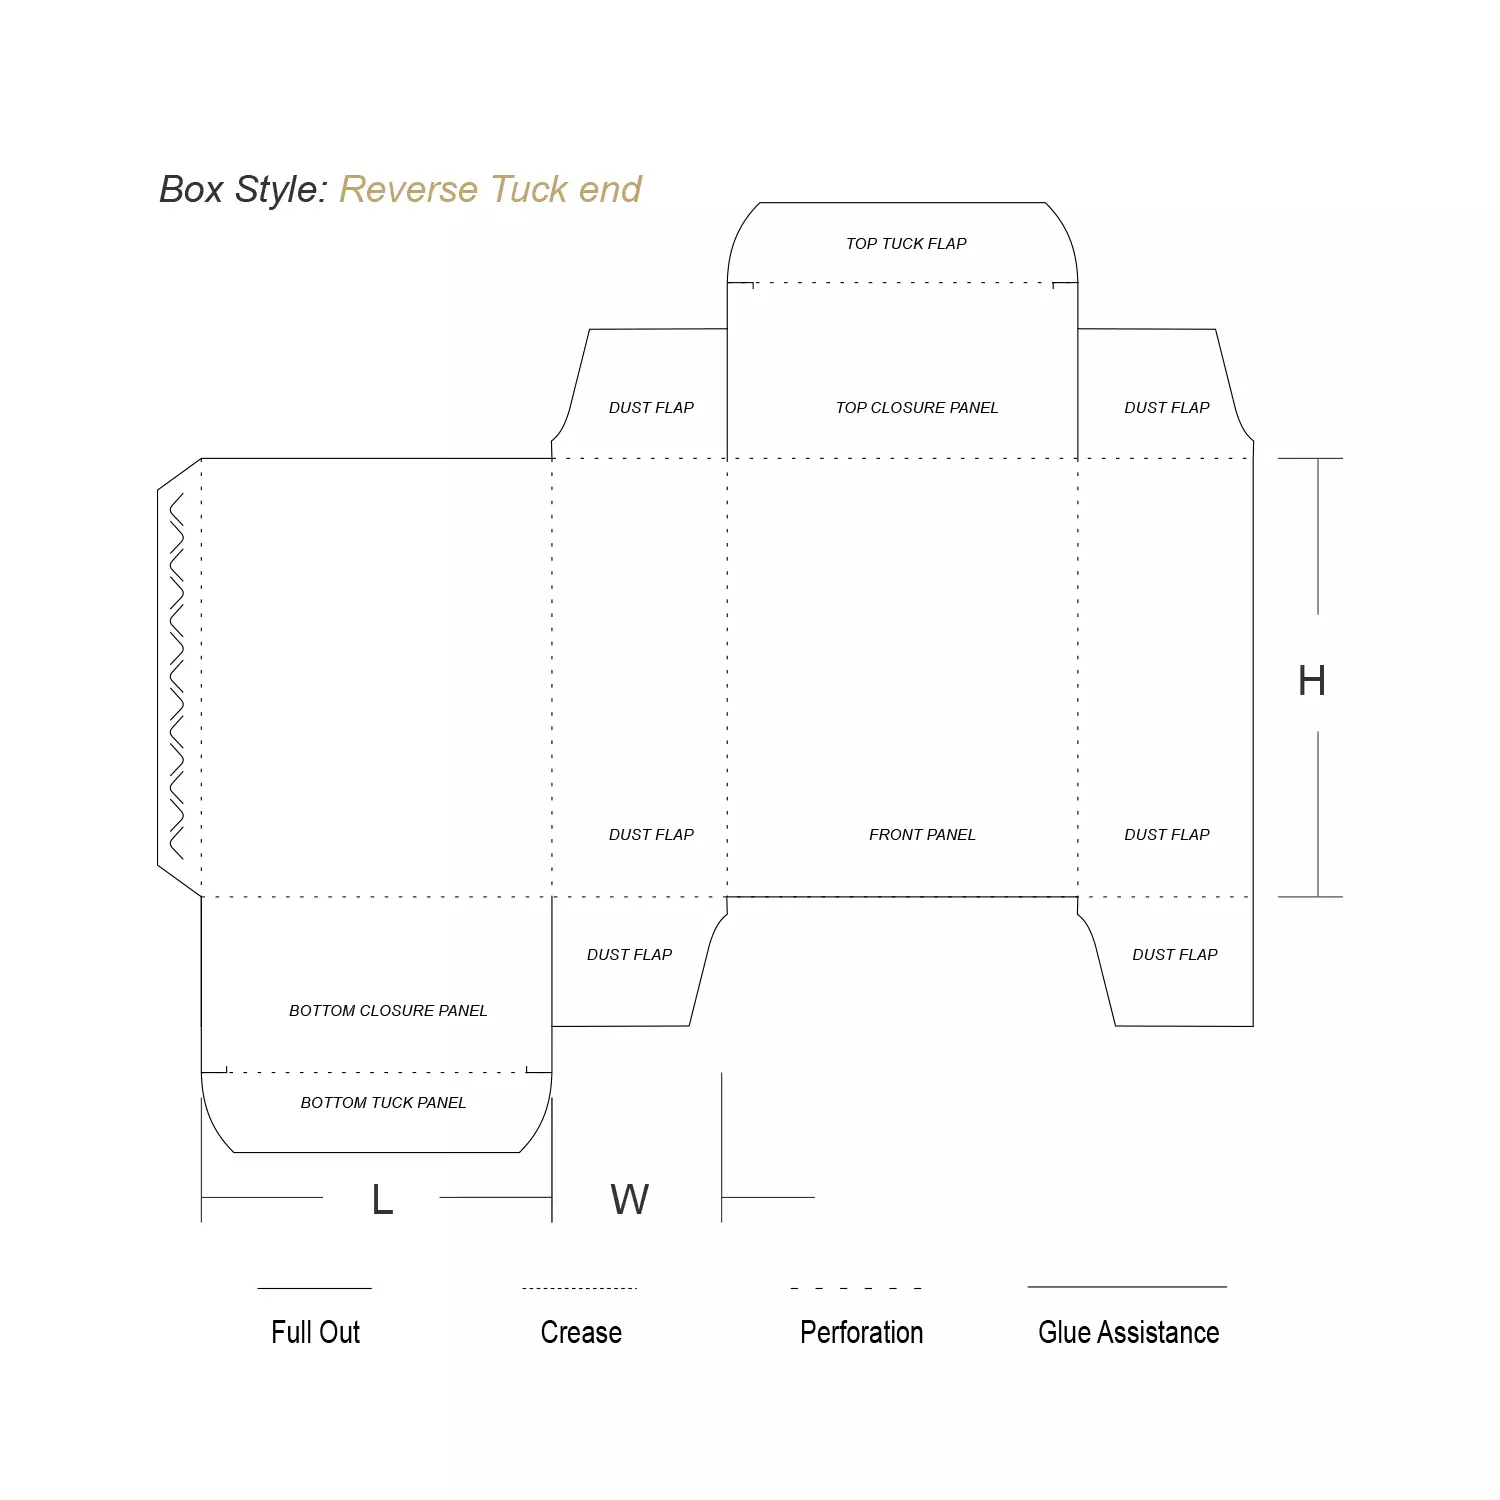 Box Style: Reverse Tuck end
TOP TUCK FLAP
DUST FLAP
TOP CLOSURE PANEL
DUST FLAP
H
DUST FLAP
FRONT PANEL
DUST FLAP
DUST FLAP
DUST FLAP
BOTTOM CLOSURE PANEL
BOTTOM TUCK PANEL
L
W
Full Out
Crease
Perforation
Glue Assistance